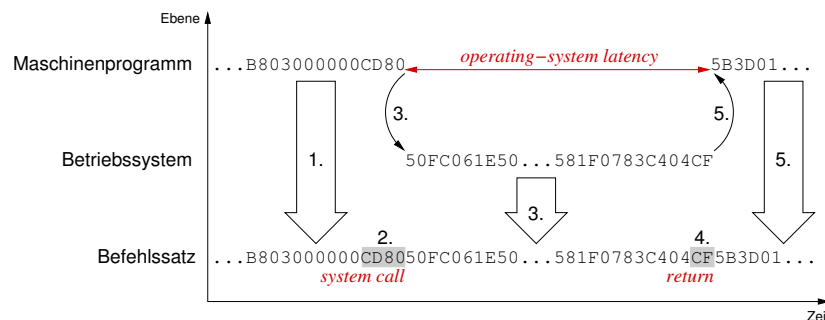 Ebene
Maschinenprogramm ...B803000000CD80 operating-system latency 5B3D01...
3. 5.
Betriebssystem 1. 50FC061E50...581F0783C404CF 5.
3.
2. 4.
Befehlssatz ...B803000000CD8050FC061E50...581F0783C404CF5B3D01...
system call return
Zei